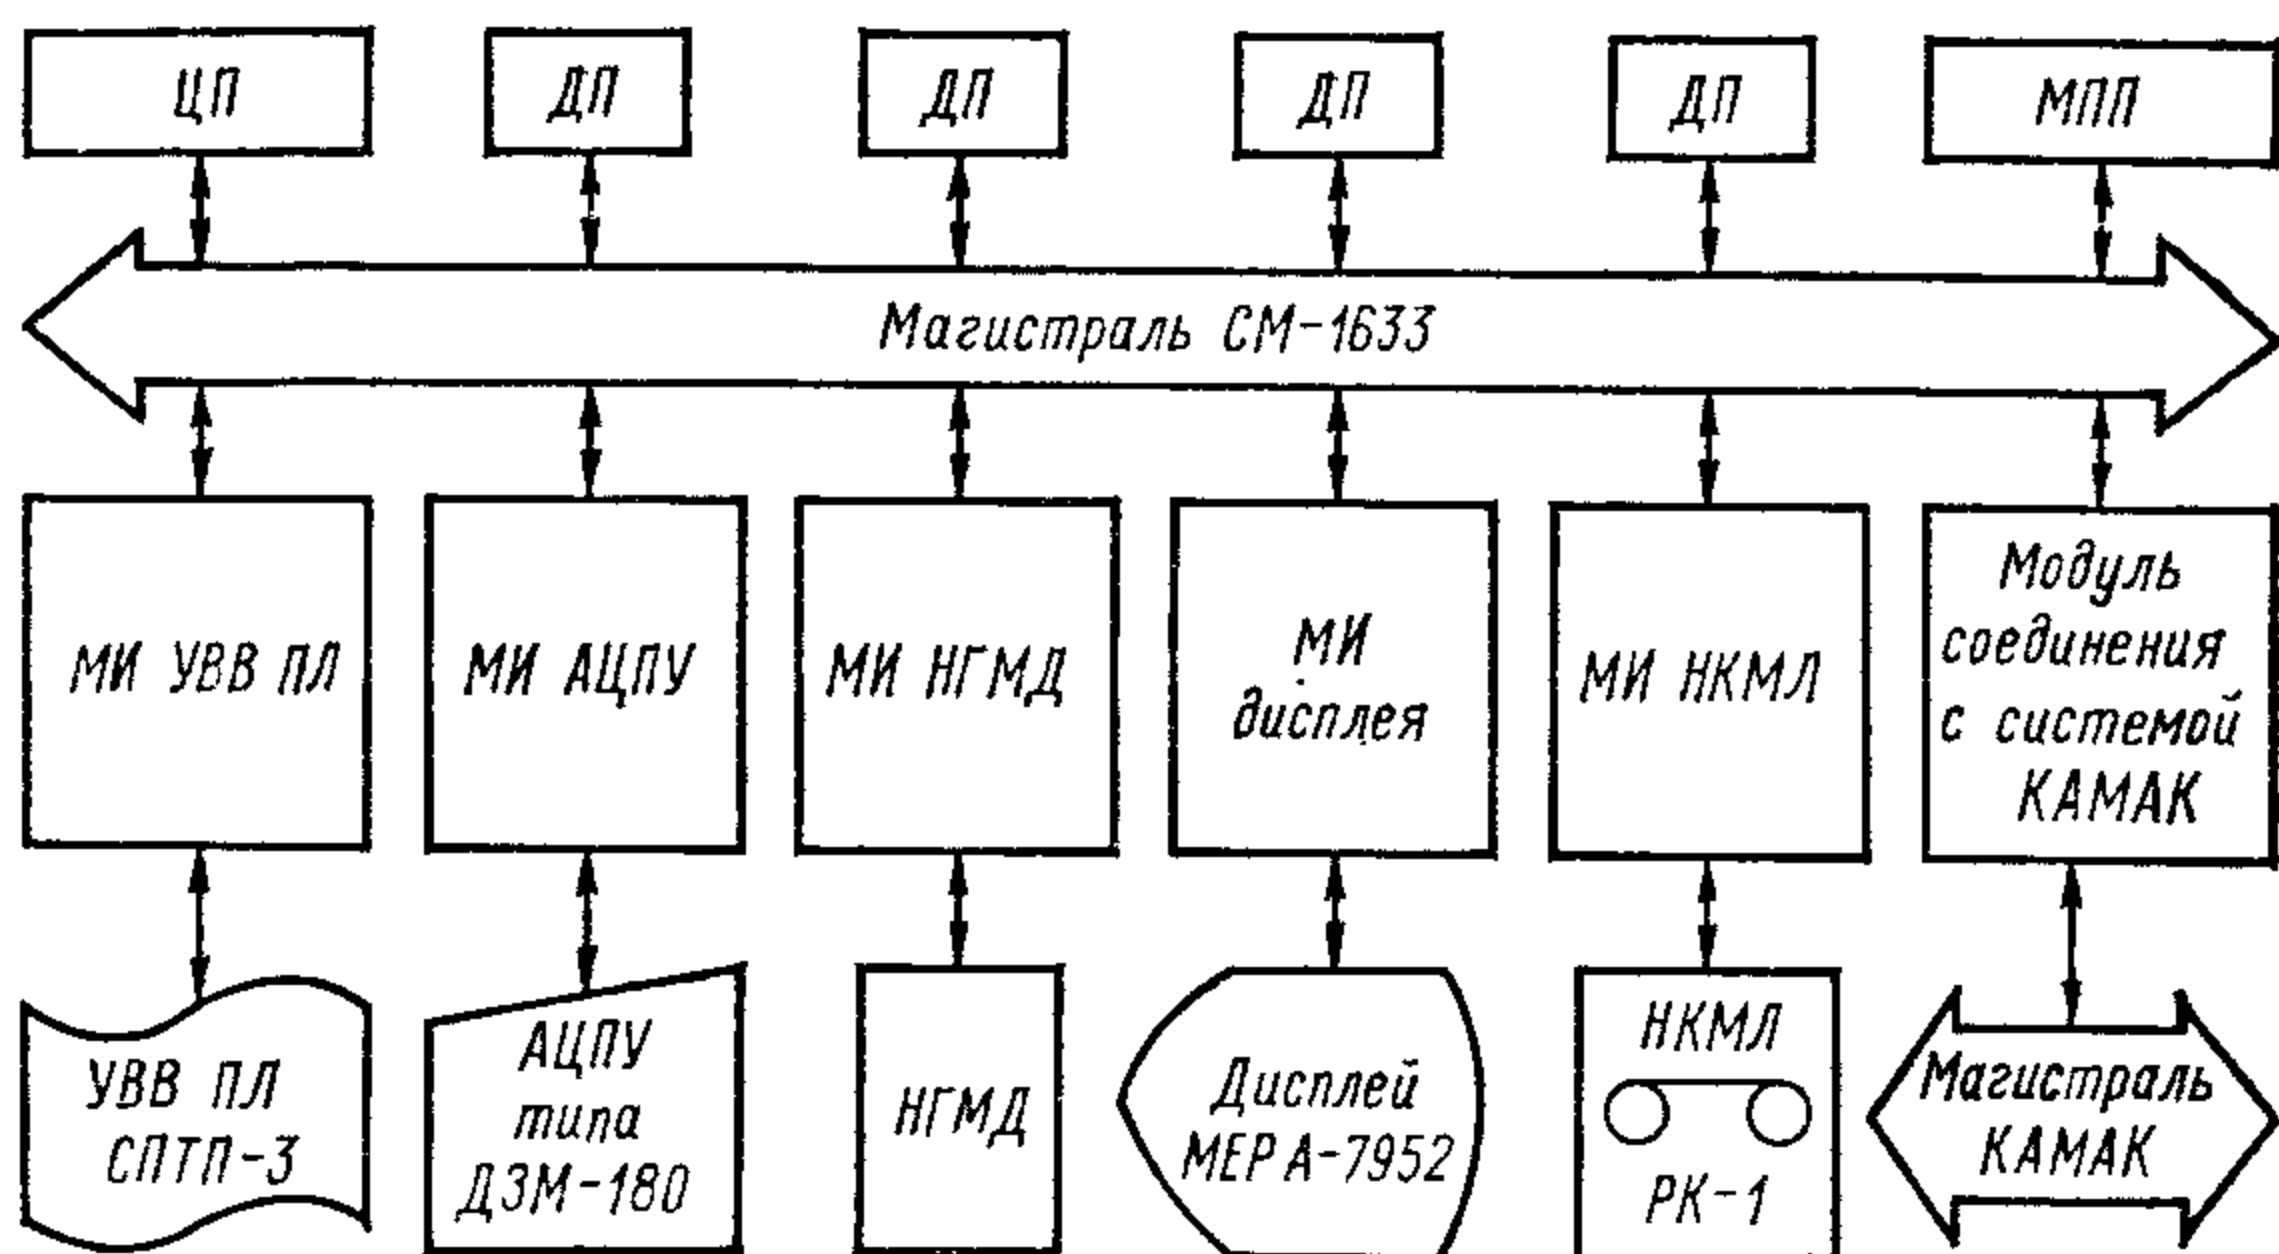 ЦП
ДП
ДП
ДП
ДП
МПП
Магистраль СМ-1633
МИ УВВ ПЛ
МИ АЦПУ
МИ НГМД
МИ
дисплея
МИ НКМЛ
Модуль
соединения
с системой
КАМАК
УВВ ПЛ
СПТП-3
АЦПУ
типа
ДЗМ-180
НГМД
Дисплей
МЕРА-7952
НКМЛ
РК-1
Магистраль
КАМАК